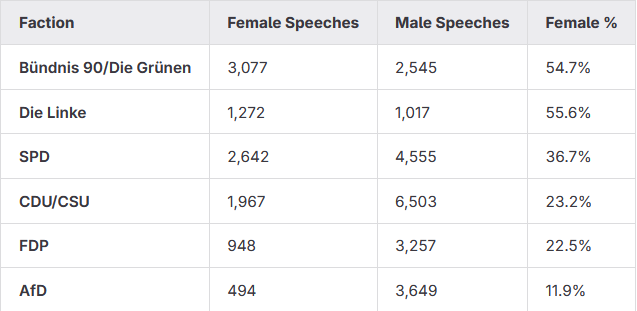 Faction Female Speeches Male Speeches Female %
Bündnis 90/Die Grünen 3,077 2,545 54.7%
Die Linke 1,272 1,017 55.6%
SPD 2,642 4,555 36.7%
CDU/CSU 1,967 6,503 23.2%
FDP 948 3,257 22.5%
AfD 494 3,649 11.9%